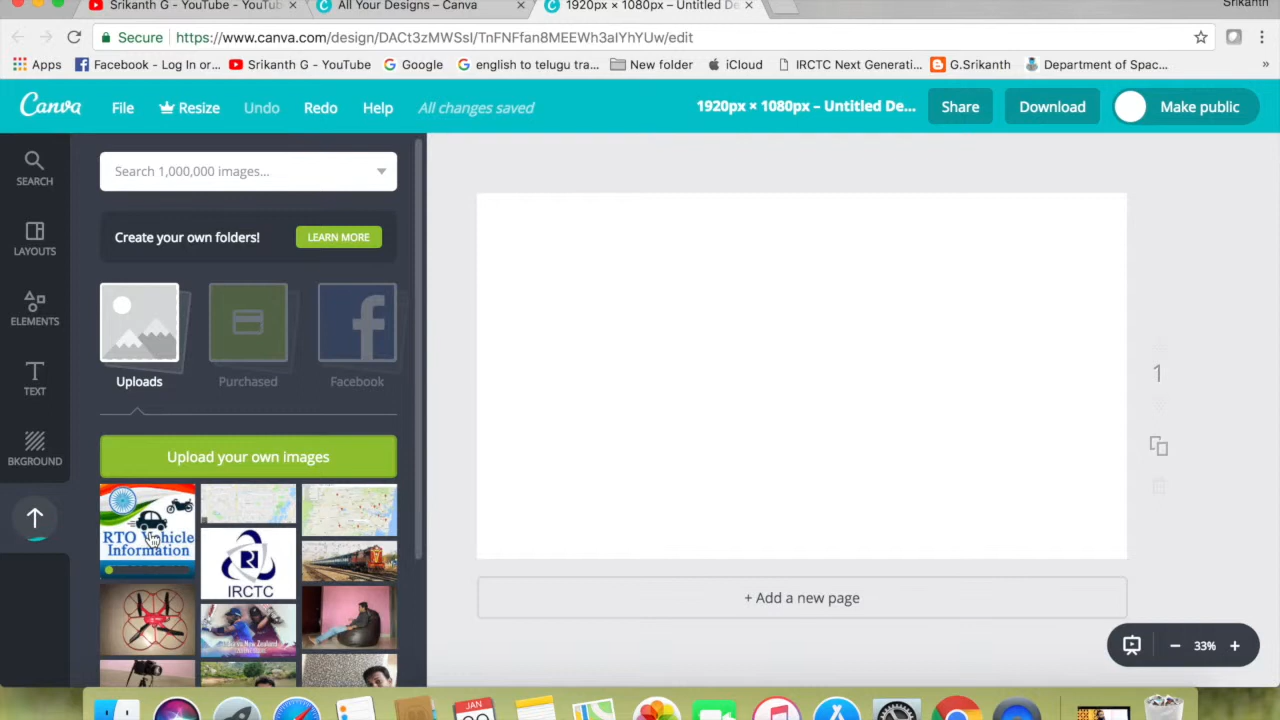 Srikanth G - YouTube - YouTub
All Your Designs – Canva
1920px × 1080px – Untitled De
Srikanth
Secure
https://www.canva.com/design/DACt3zMWSsI/TnFNFfan8MEEWh3alYhYUw/edit
Apps
Facebook - Log In or...
Srikanth G - YouTube
Google
english to telugu tra...
New folder
iCloud
IRCTC Next Generati...
G.Srikanth
Department of Spac...
»
Canva
File
Resize
Undo
Redo
Help
All changes saved
1920px × 1080px – Untitled De...
Share
Download
Make public
SEARCH
LAYOUTS
ELEMENTS
TEXT
BKGROUND
Search 1,000,000 images...
Create your own folders!
LEARN MORE
Uploads
Purchased
Facebook
Upload your own images
RTO Vehicle
Information
IRCTC
1
+ Add a new page
33%
JAN